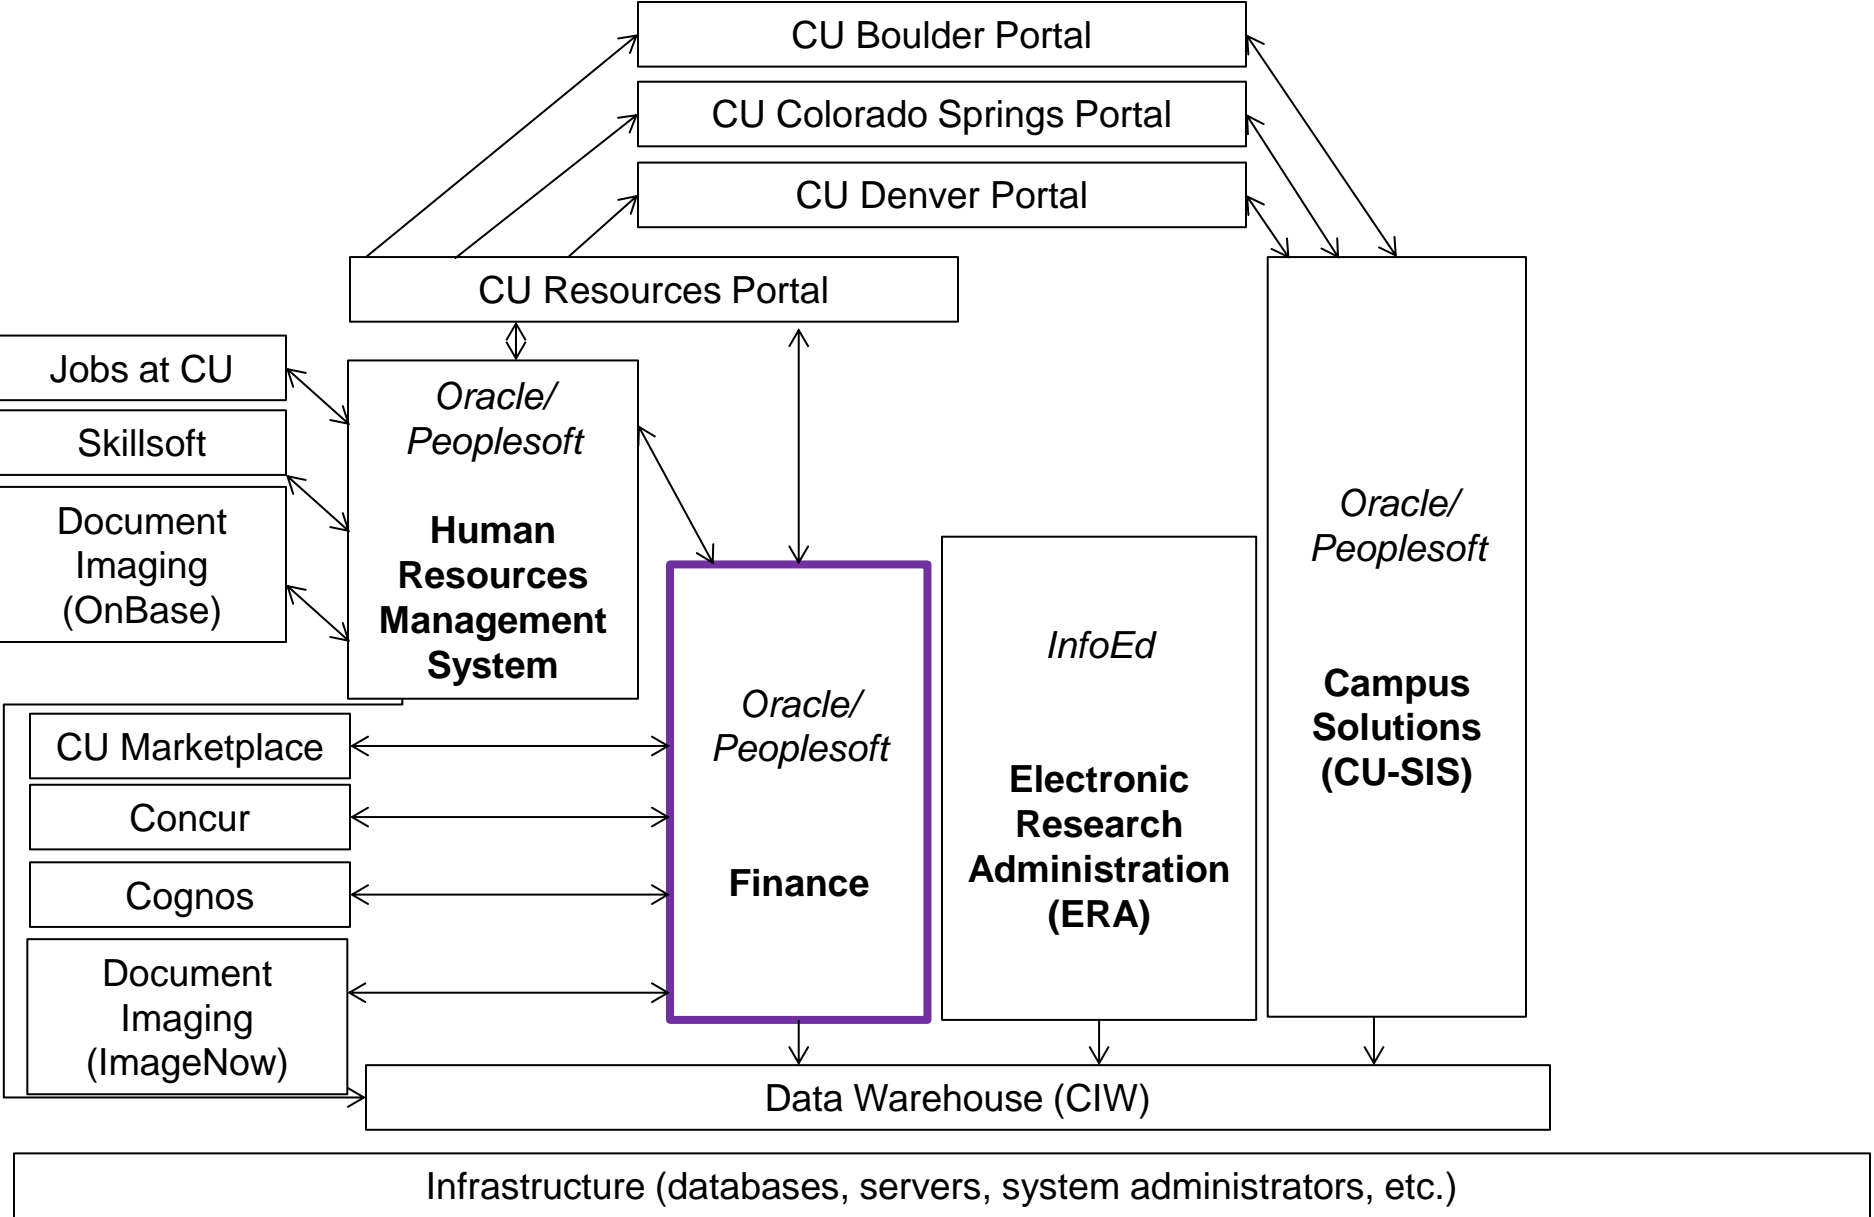 CU Boulder Portal
CU Colorado Springs Portal
CU Denver Portal
CU Resources Portal
Jobs at CU
Skillsoft
Document
Imaging
(OnBase)
Oracle/
Peoplesoft
Human
Resources
Management
System
CU Marketplace
Concur
Cognos
Document
Imaging
(ImageNow)
Oracle/
Peoplesoft
Finance
InfoEd
Electronic
Research
Administration
(ERA)
Oracle/
Peoplesoft
Campus
Solutions
(CU-SIS)
Data Warehouse (CIW)
Infrastructure (databases, servers, system administrators, etc.)